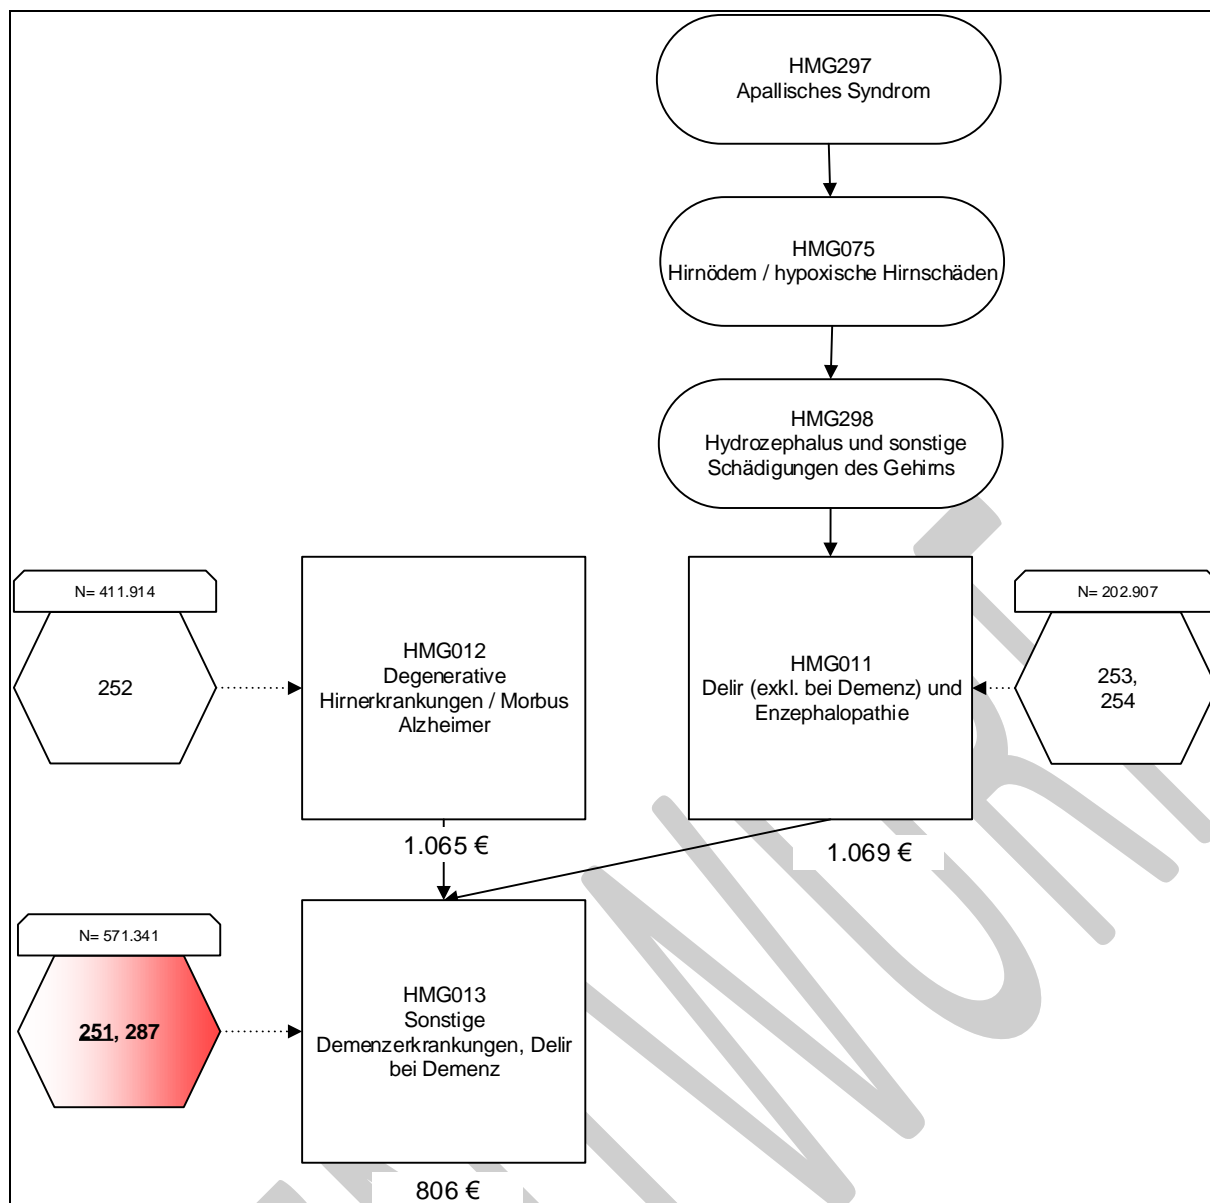 HMG297
Apallisches Syndrom
HMG075
Hirnödem / hypoxische Hirnschäden
HMG298
Hydrozephalus und sonstige
Schädigungen des Gehirns
N= 411.914
252
HMG012
Degenerative
Hirnerkrankungen / Morbus
Alzheimer
HMG011
Delir (exkl. bei Demenz) und
Enzephalopathie
N= 202.907
253,
254
1.065 €
1.069 €
N= 571.341
251, 287
HMG013
Sonstige
Demenzerkrankungen, Delir
bei Demenz
806 €